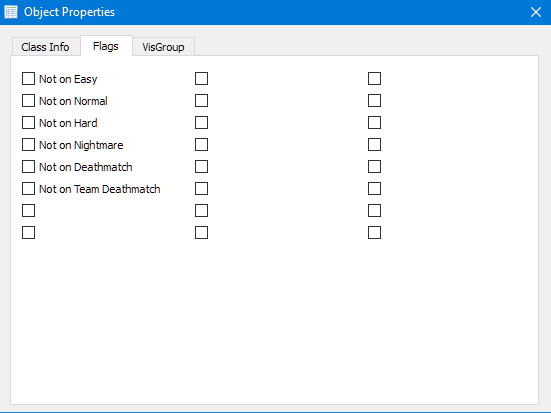 Object Properties
Class Info
Flags
VisGroup
Not on Easy
Not on Normal
Not on Hard
Not on Nightmare
Not on Deathmatch
Not on Team Deathmatch